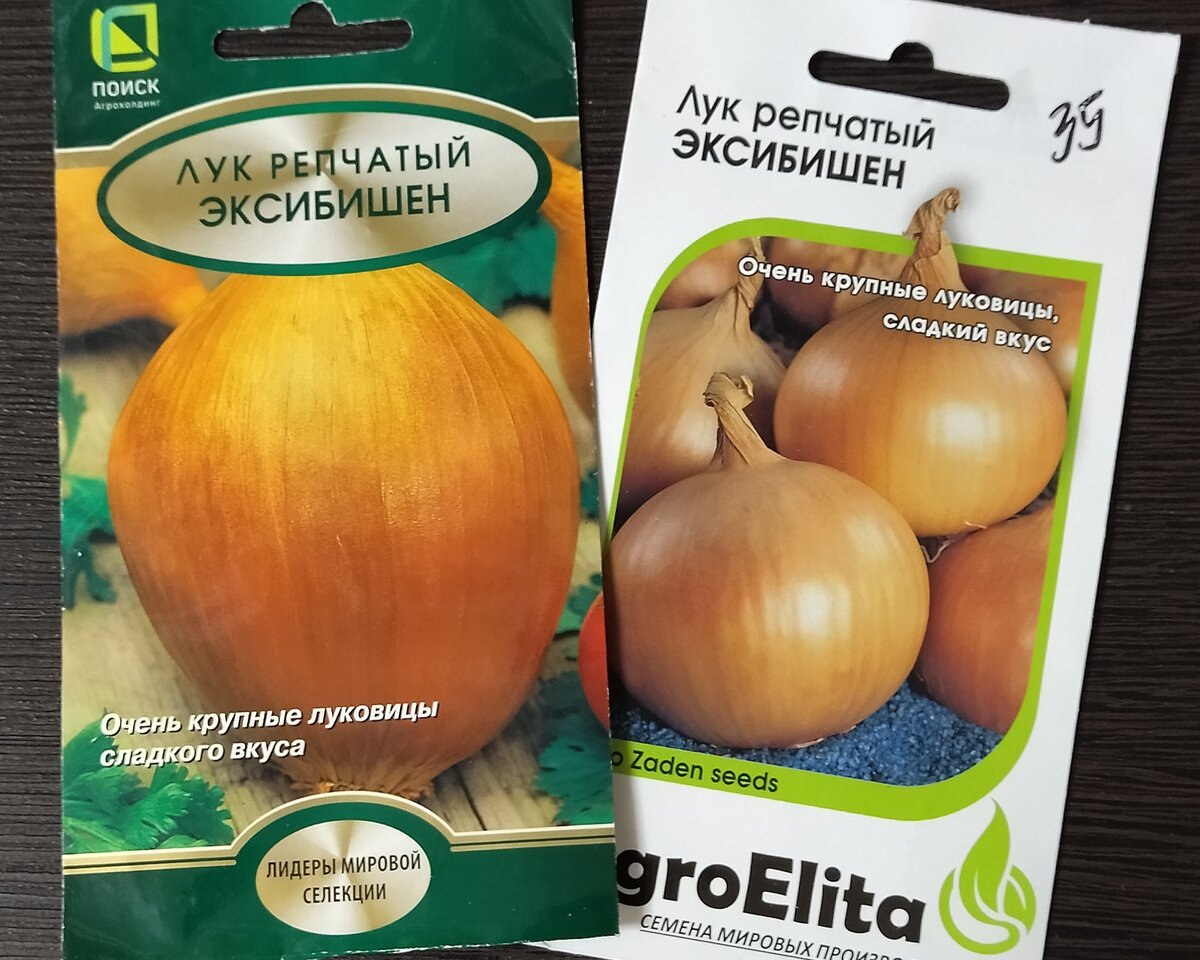 ПОИСК
Агрохолдинг
ЛУК РЕПЧАТЫЙ
ЭКСИБИШЕН
Очень крупные луковицы
сладкого вкуса
ЛИДЕРЫ МИРОВОЙ
СЕЛЕКЦИИ
Лук репчатый
ЭКСИБИШЕН
Очень крупные луковицы,
сладкий вкус
Zaden seeds
groElita
СЕМЕНА МИРОВЫХ